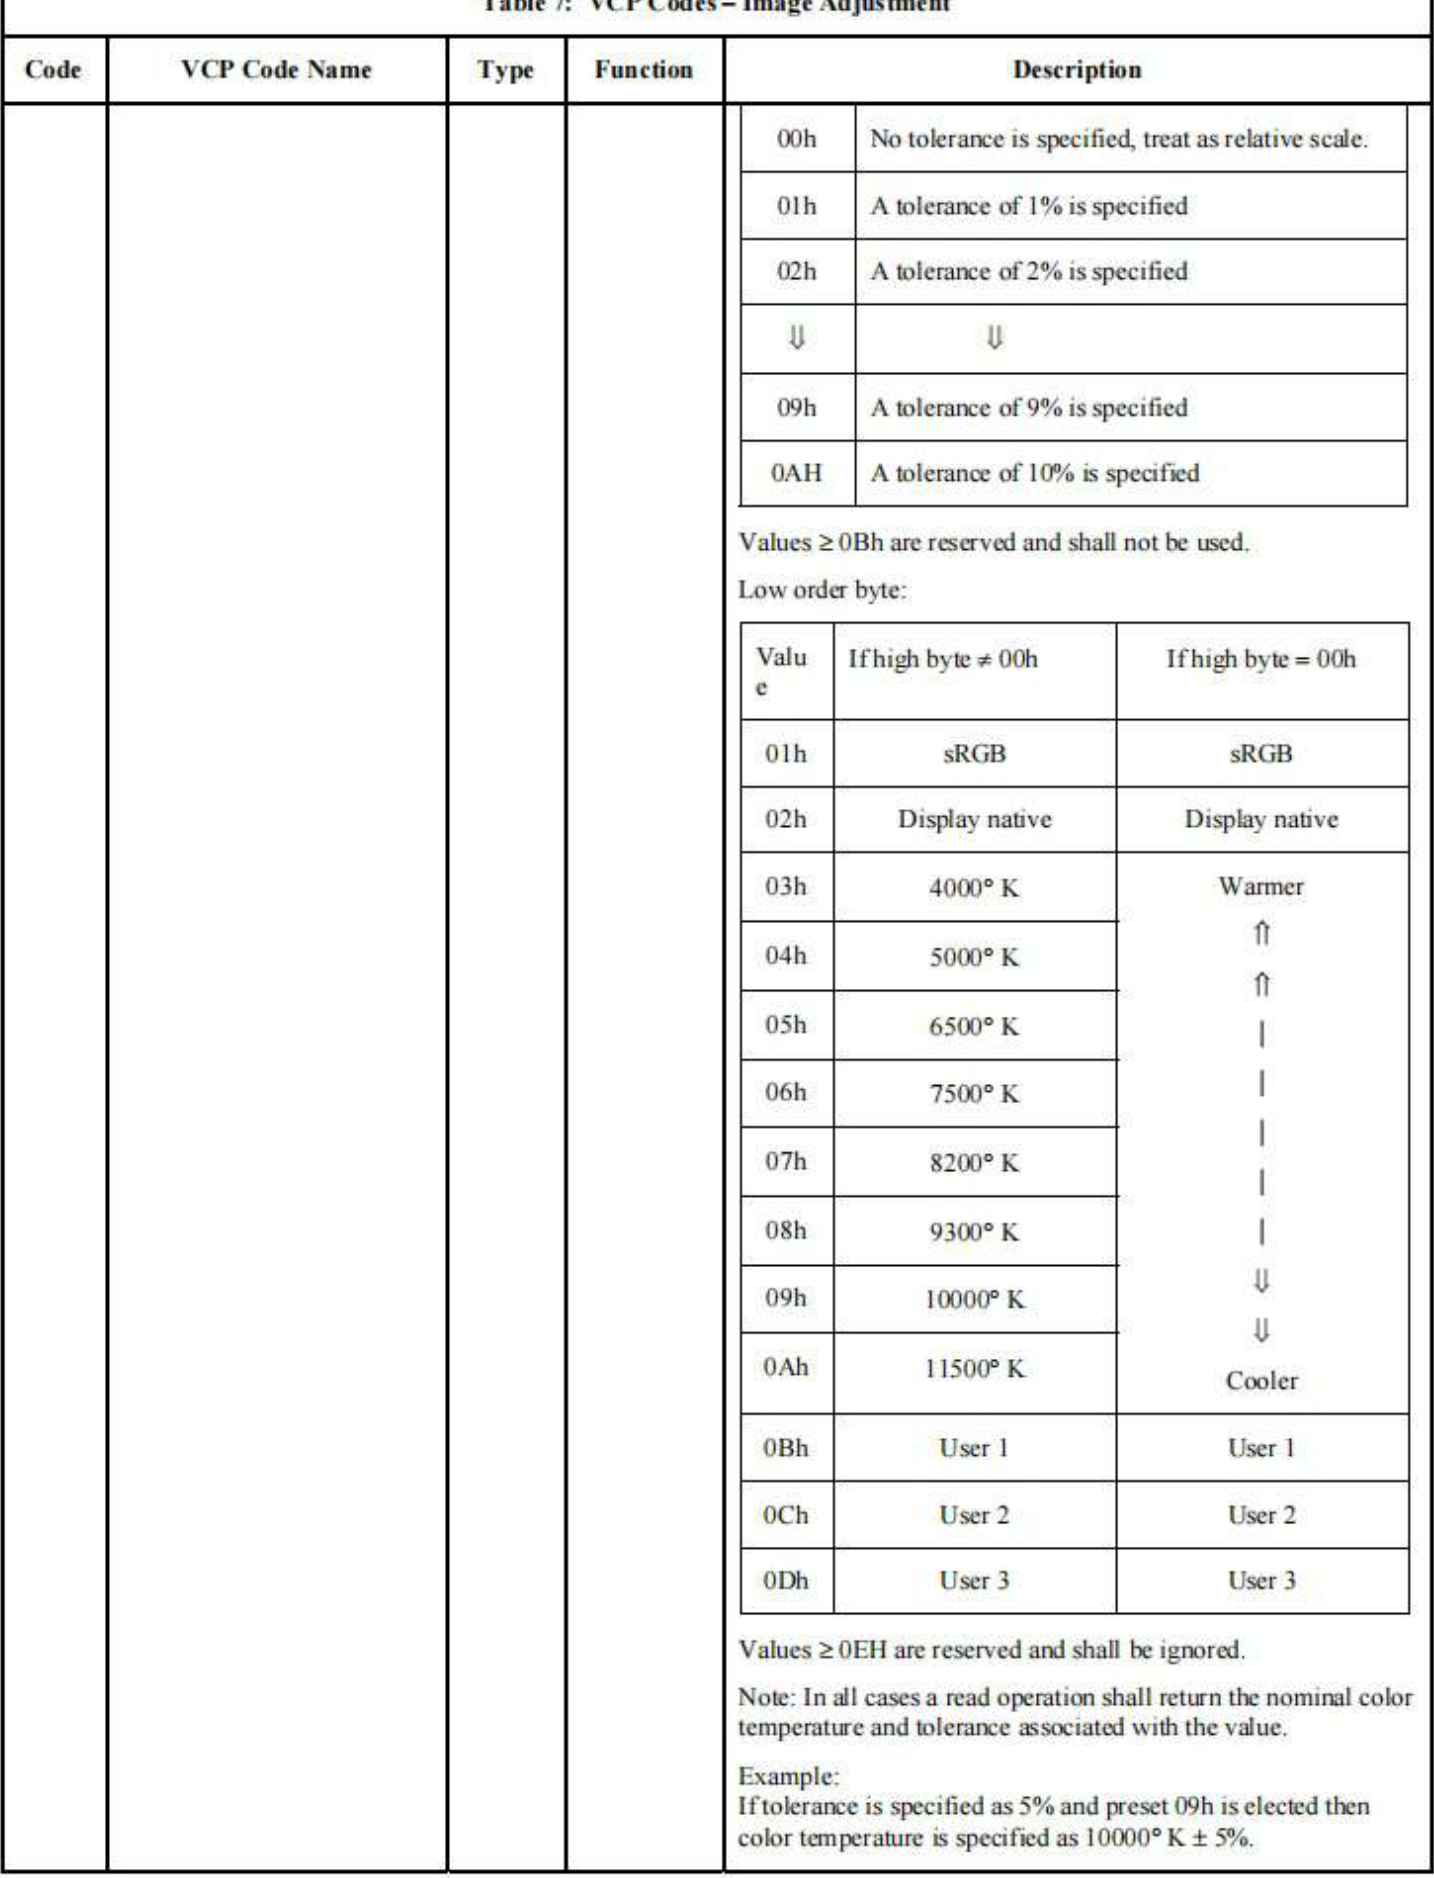 Table 7: VCP Codes – Image Adjustment
Code VCP Code Name Type Function Description
00h No tolerance is specified, treat as relative scale.
01h A tolerance of 1% is specified
02h A tolerance of 2% is specified
⇓ ⇓
09h A tolerance of 9% is specified
0AH A tolerance of 10% is specified
Values ≥ 0Bh are reserved and shall not be used.
Low order byte:
Valu If high byte ≠ 00h If high byte = 00h
e
01h sRGB sRGB
02h Display native Display native
03h 4000° K Warmer
⇑
04h 5000° K
⇑
05h 6500° K |
06h 7500° K |
|
07h 8200° K
|
08h 9300° K |
⇓
09h 10000° K
⇓
0Ah 11500° K
Cooler
0Bh User 1 User 1
0Ch User 2 User 2
0Dh User 3 User 3
Values ≥ 0EH are reserved and shall be ignored.
Note: In all cases a read operation shall return the nominal color
temperature and tolerance associated with the value.
Example:
If tolerance is specified as 5% and preset 09h is elected then
color temperature is specified as 10000° K ± 5%.